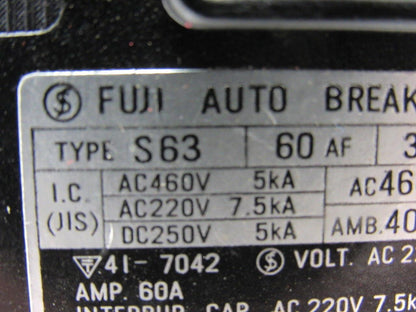 FUJI AUTO BREAK
TYPE S63 60 AF 3
I.C. (JIS) AC460V 5kA AC46
AC220V 7.5kA
DC250V 5kA AMB.40
41-7042 VOLT. AC 2
AMP. 60A
INTERRUP. CAP. AC 220V 7.5k